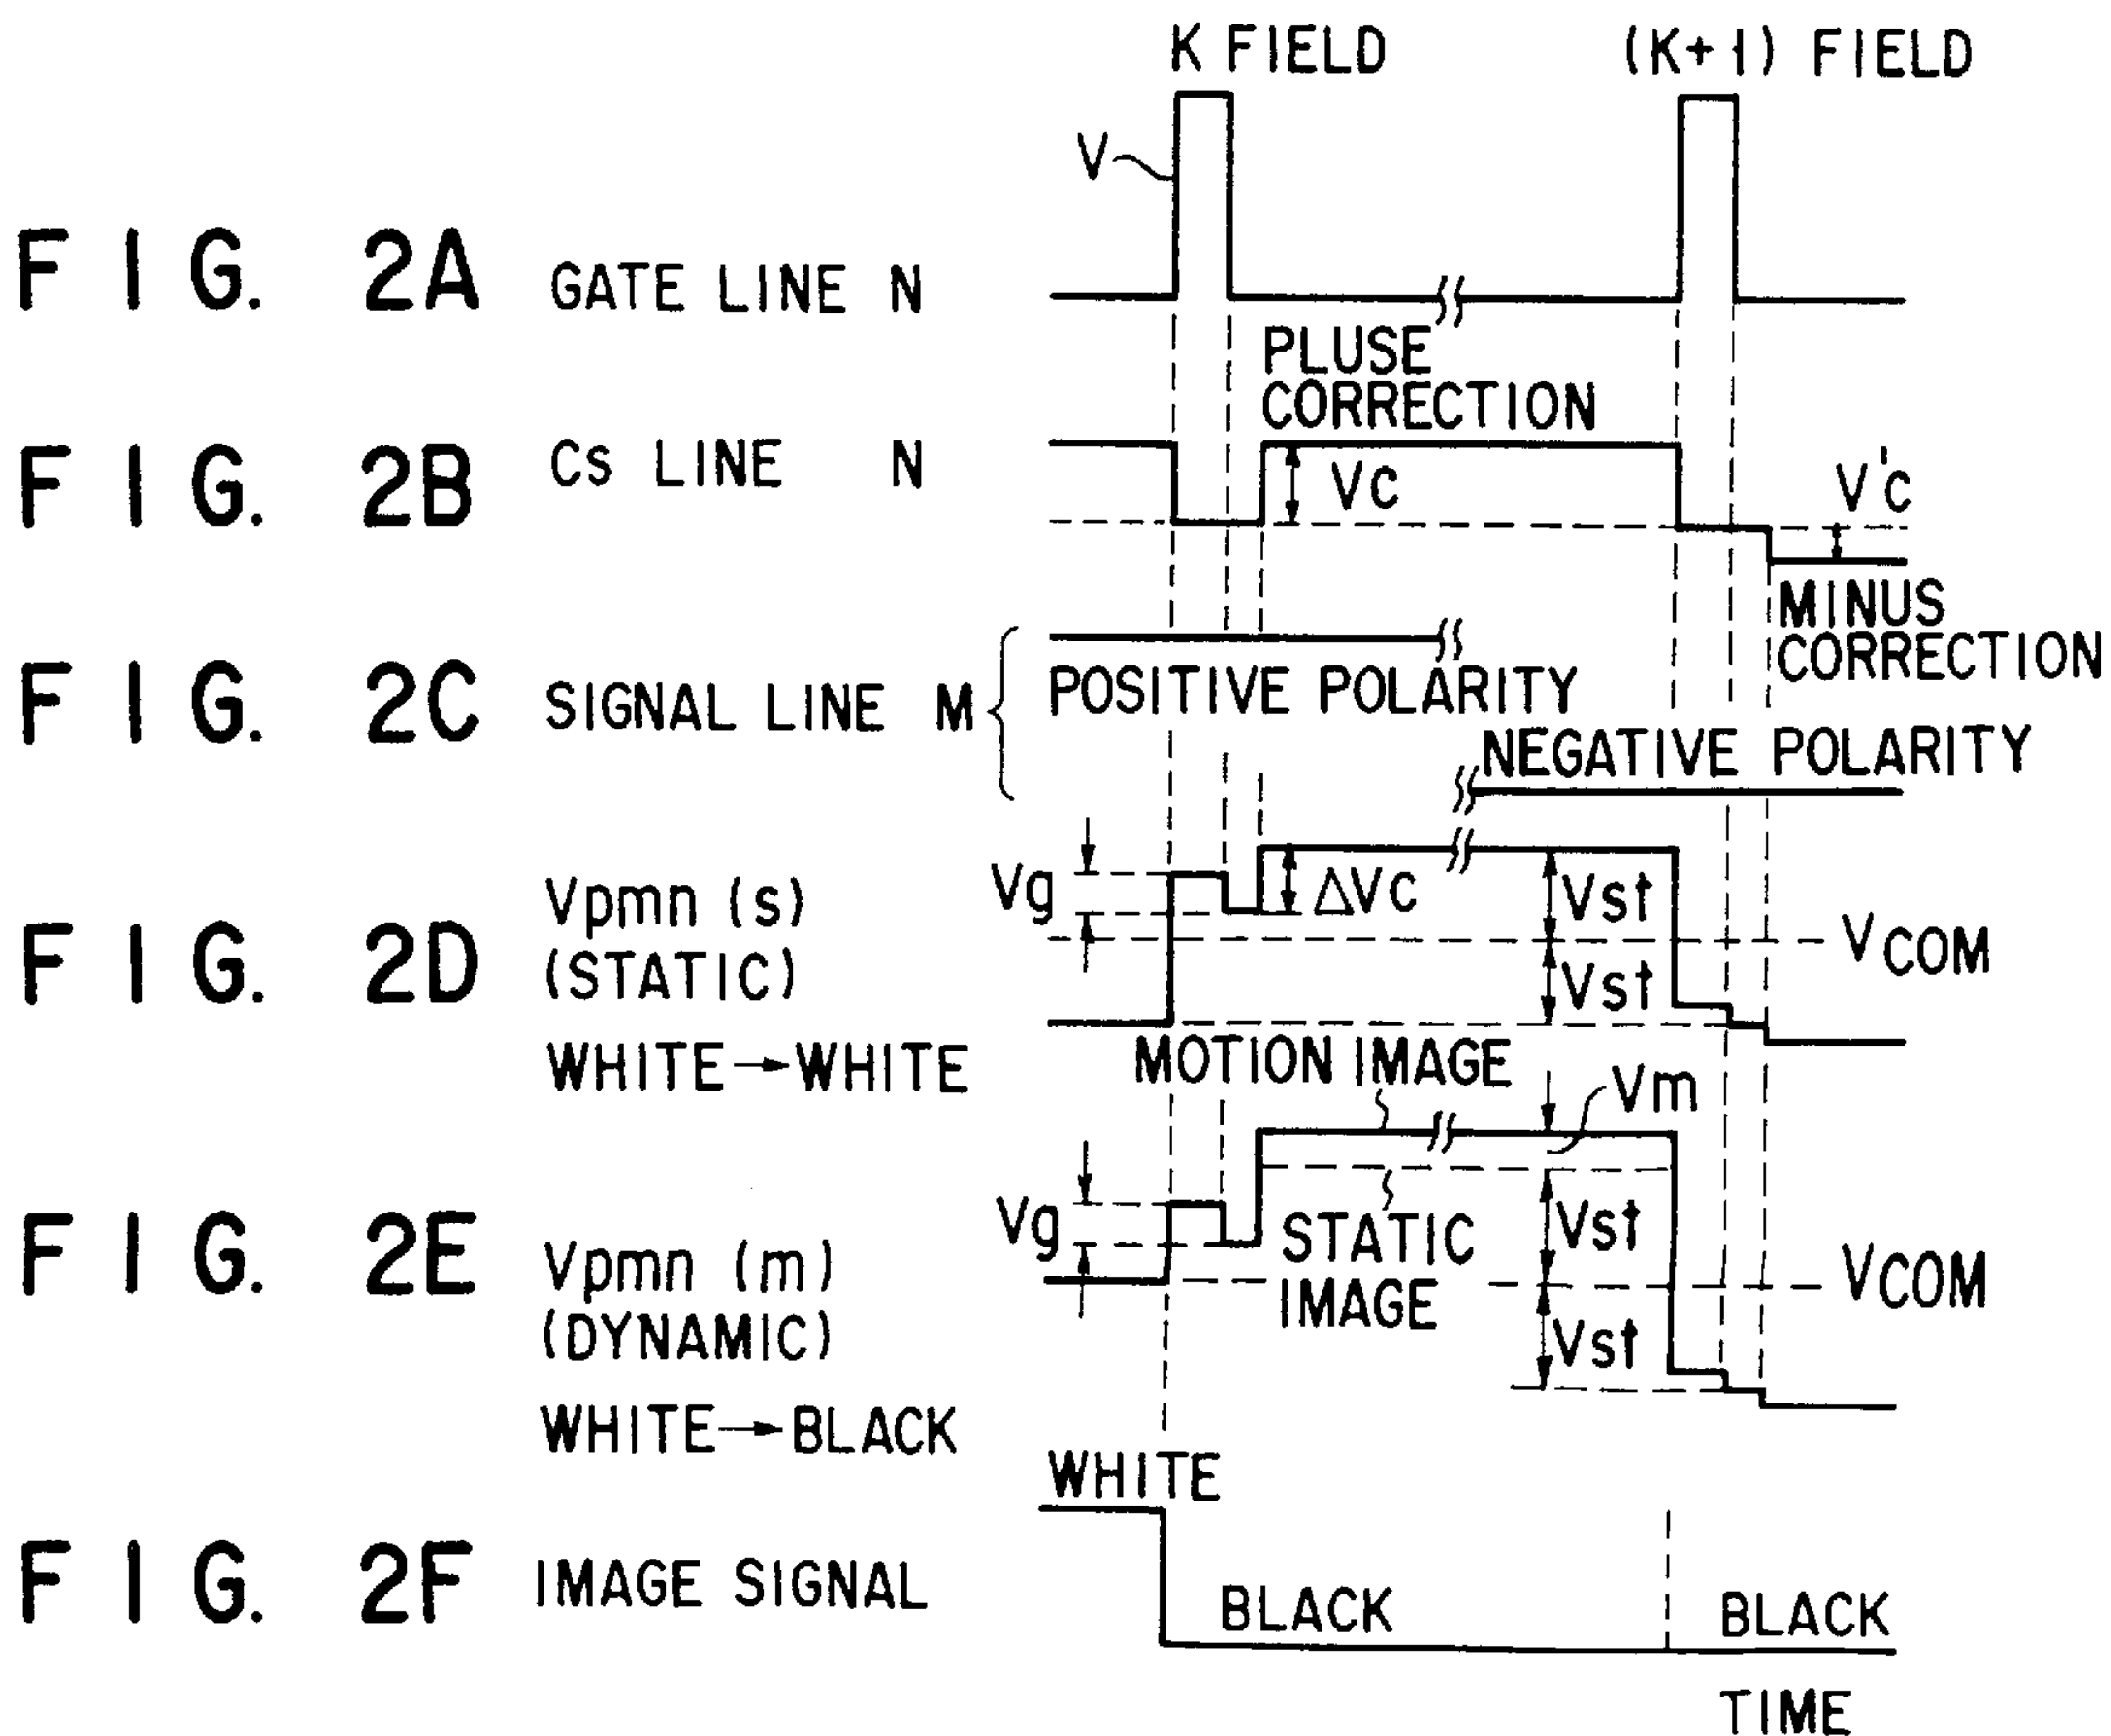 K FIELD
(K+1) FIELD
V
FIG. 2A GATE LINE N
PLUSE
CORRECTION
FIG. 2B Cs LINE N
Vc
V'c
MINUS
CORRECTION
FIG. 2C SIGNAL LINE M
POSITIVE POLARITY
NEGATIVE POLARITY
FIG. 2D Vpmn (s)
(STATIC)
WHITE→WHITE
Vg
ΔVc
Vst
VCOM
Vst
MOTION IMAGE
Vm
FIG. 2E Vpmn (m)
(DYNAMIC)
WHITE→BLACK
Vg
STATIC
IMAGE
Vst
VCOM
Vst
WHITE
FIG. 2F IMAGE SIGNAL
BLACK
BLACK
TIME